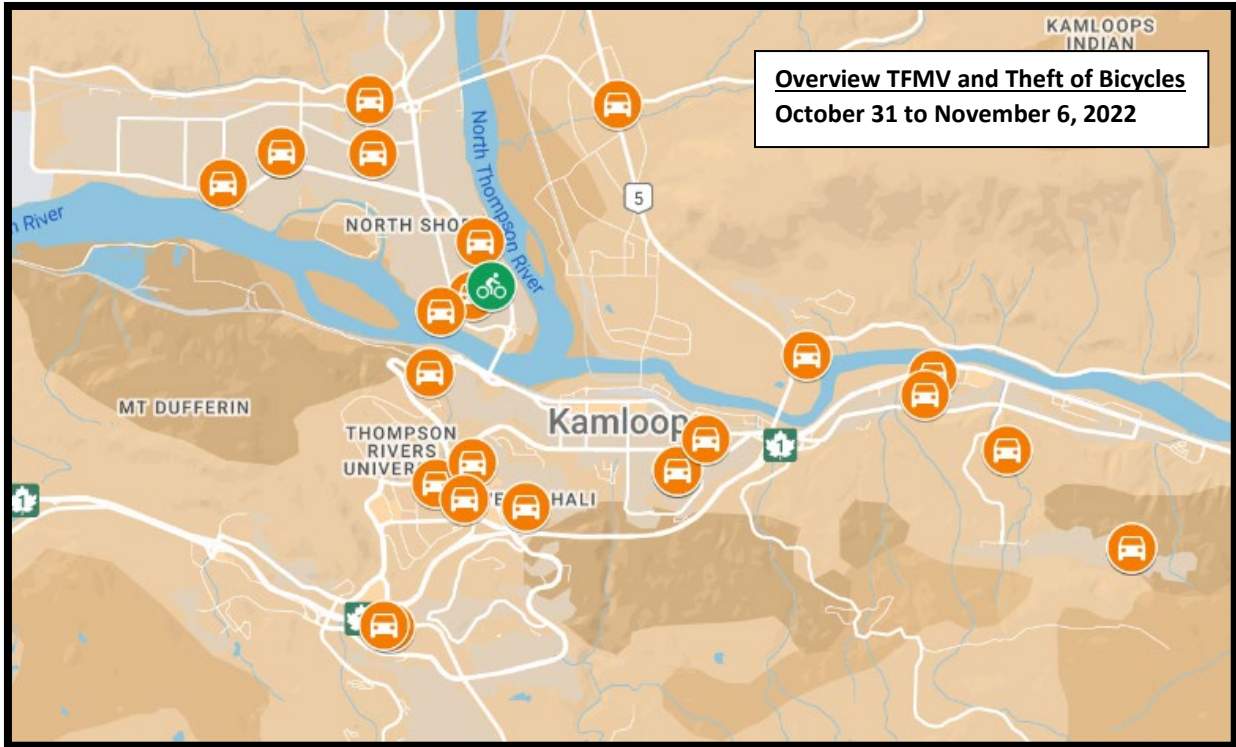 KAMLOOPS
INDIAN
Overview TFMV and Theft of Bicycles
October 31 to November 6, 2022
North Thompson River
5
River
NORTH SHO
MT DUFFERIN
Kamloop
THOMPSON
RIVERS
UNIVER
1
1
HALI